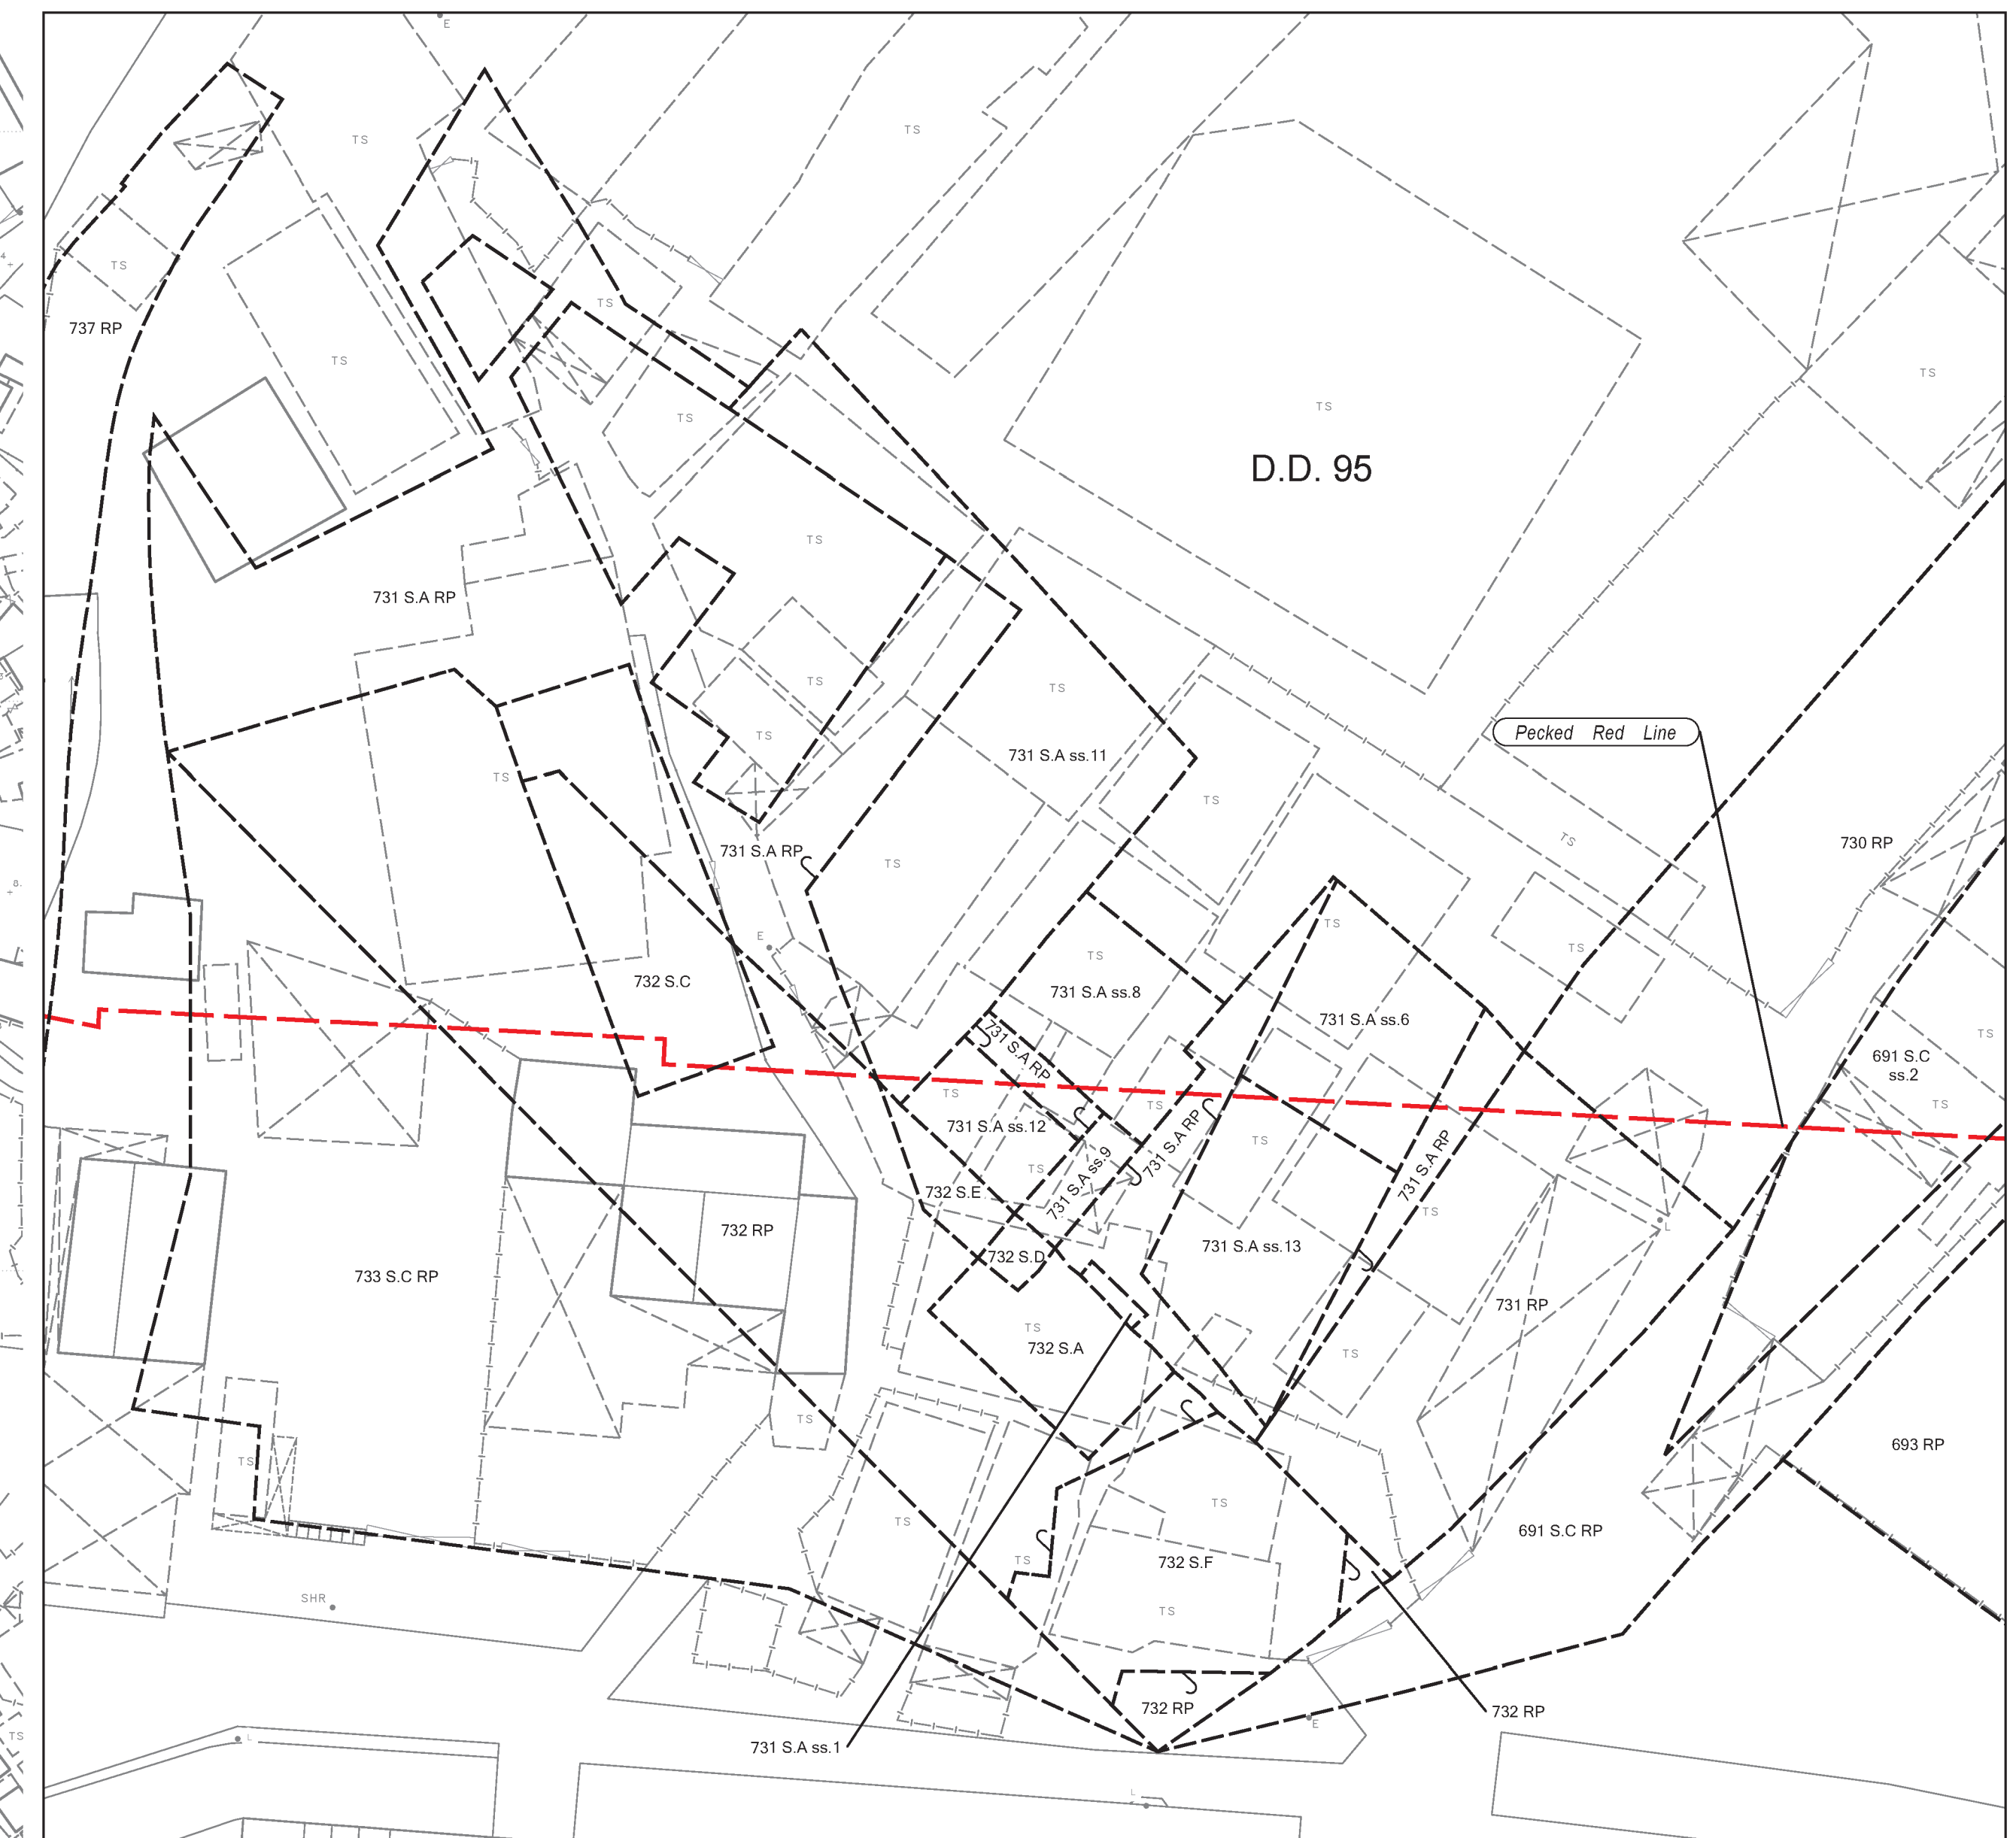 E
TS
TS
TS
TS
737 RP
TS
TS
TS
TS
TS
D.D. 95
TS
731 S.A RP
TS
TS
Pecked Red Line
TS
731 S.A ss.11
TS
TS
TS
730 RP
731 S.A RP
TS
8.
TS
TS
E
TS
732 S.C
731 S.A ss.8
731 S.A ss.6
TS
731 S.A RP
691 S.C
ss.2
TS
TS
TS
731 S.A ss.12
731 S.A RP
TS
731 S.A RP
TS
731 S.A ss.9
732 S.E
TS
L
732 RP
732 S.D
731 S.A ss.13
733 S.C RP
731 RP
TS
732 S.A
TS
TS
693 RP
TS
TS
TS
691 S.C RP
TS
732 S.F
SHR
TS
732 RP
732 RP
E
TS
L
731 S.A ss.1
L